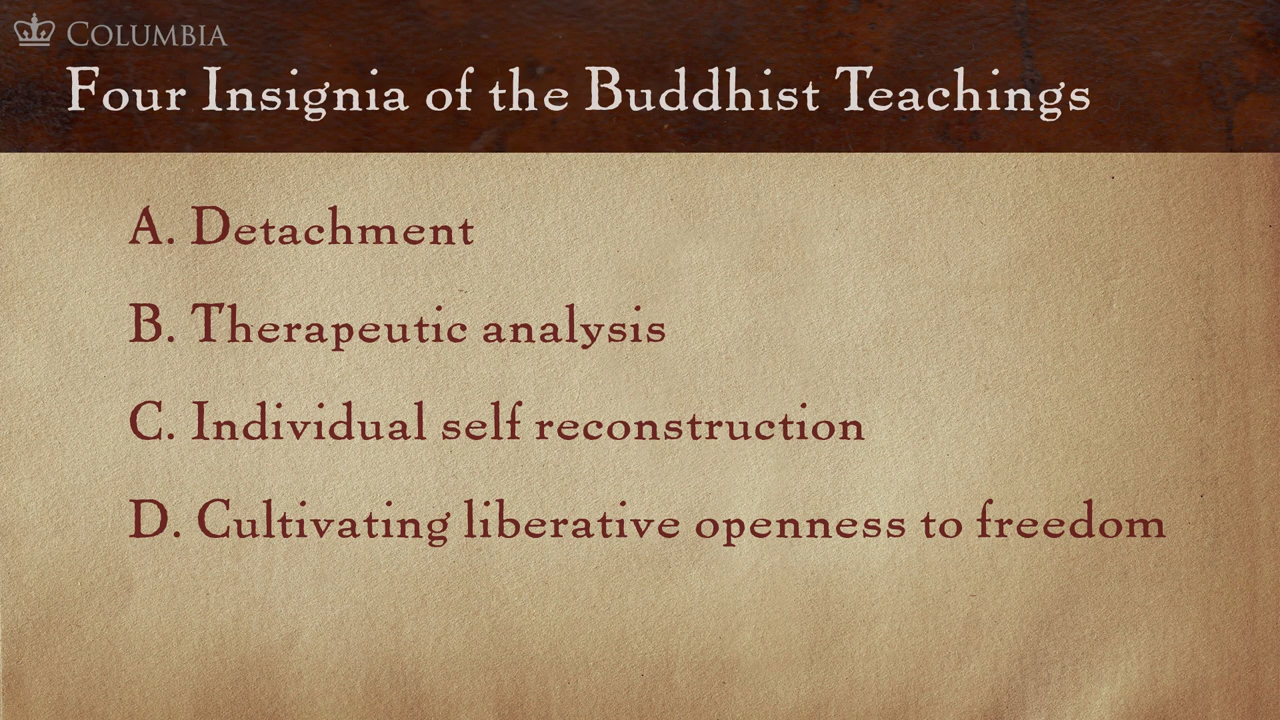 COLUMBIA
Four Insignia of the Buddhist Teachings
A. Detachment
B. Therapeutic analysis
C. Individual self reconstruction
D. Cultivating liberative openness to freedom